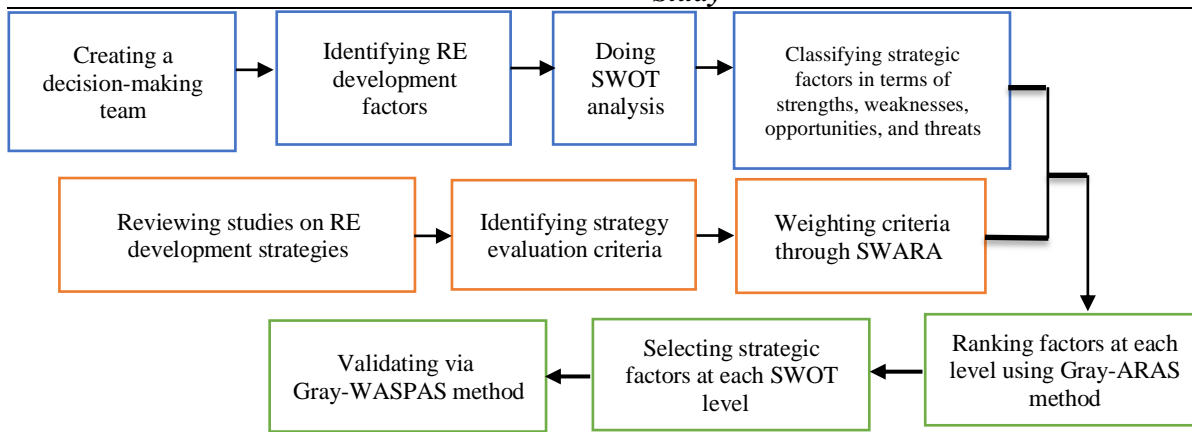 Study
Creating a
decision-making
team
Identifying RE
development
factors
Doing
SWOT
analysis
Classifying strategic
factors in terms of
strengths, weaknesses,
opportunities, and threats
Reviewing studies on RE
development strategies
Identifying strategy
evaluation criteria
Weighting criteria
through SWARA
Validating via
Gray-WASPAS method
Selecting strategic
factors at each SWOT
level
Ranking factors at each
level using Gray-ARAS
method